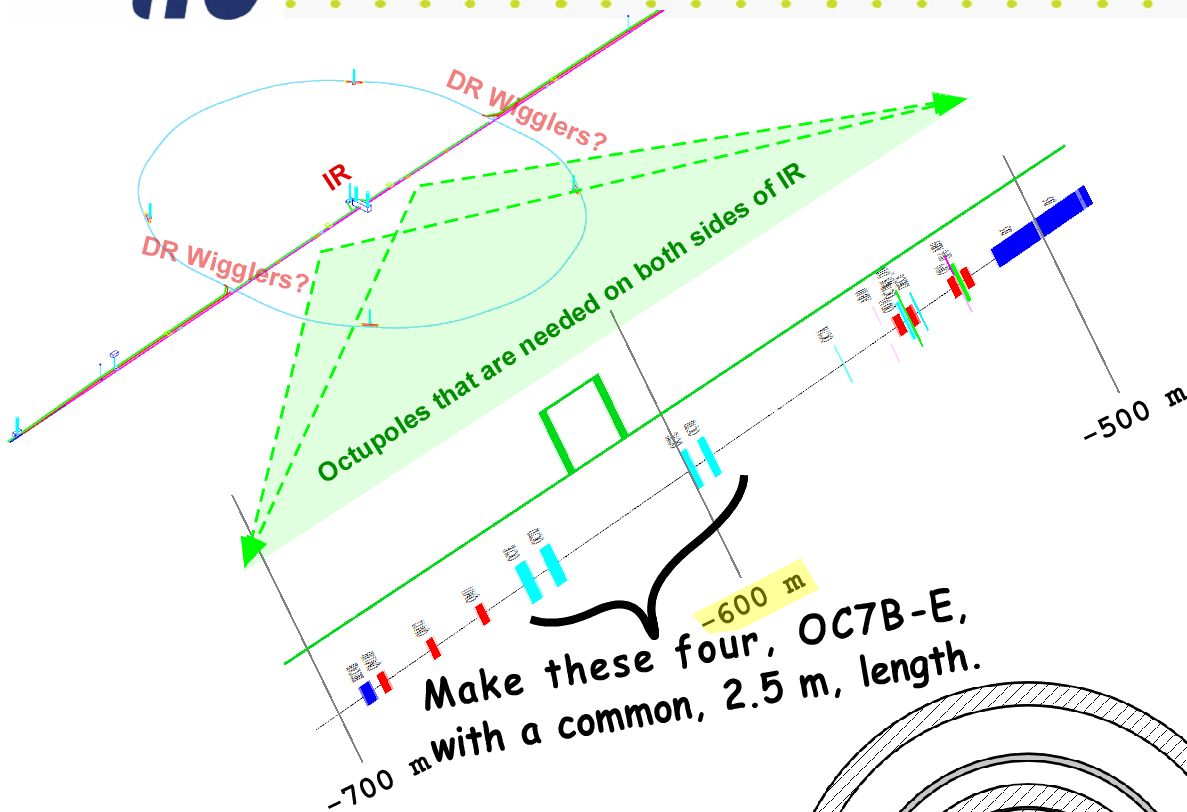 DR Wigglers?
IR
DR Wigglers?
Octupoles that are needed on both sides of IR
-500 m
-600 m
Make these four, OC7B-E,
with a common, 2.5 m, length.
-700 m